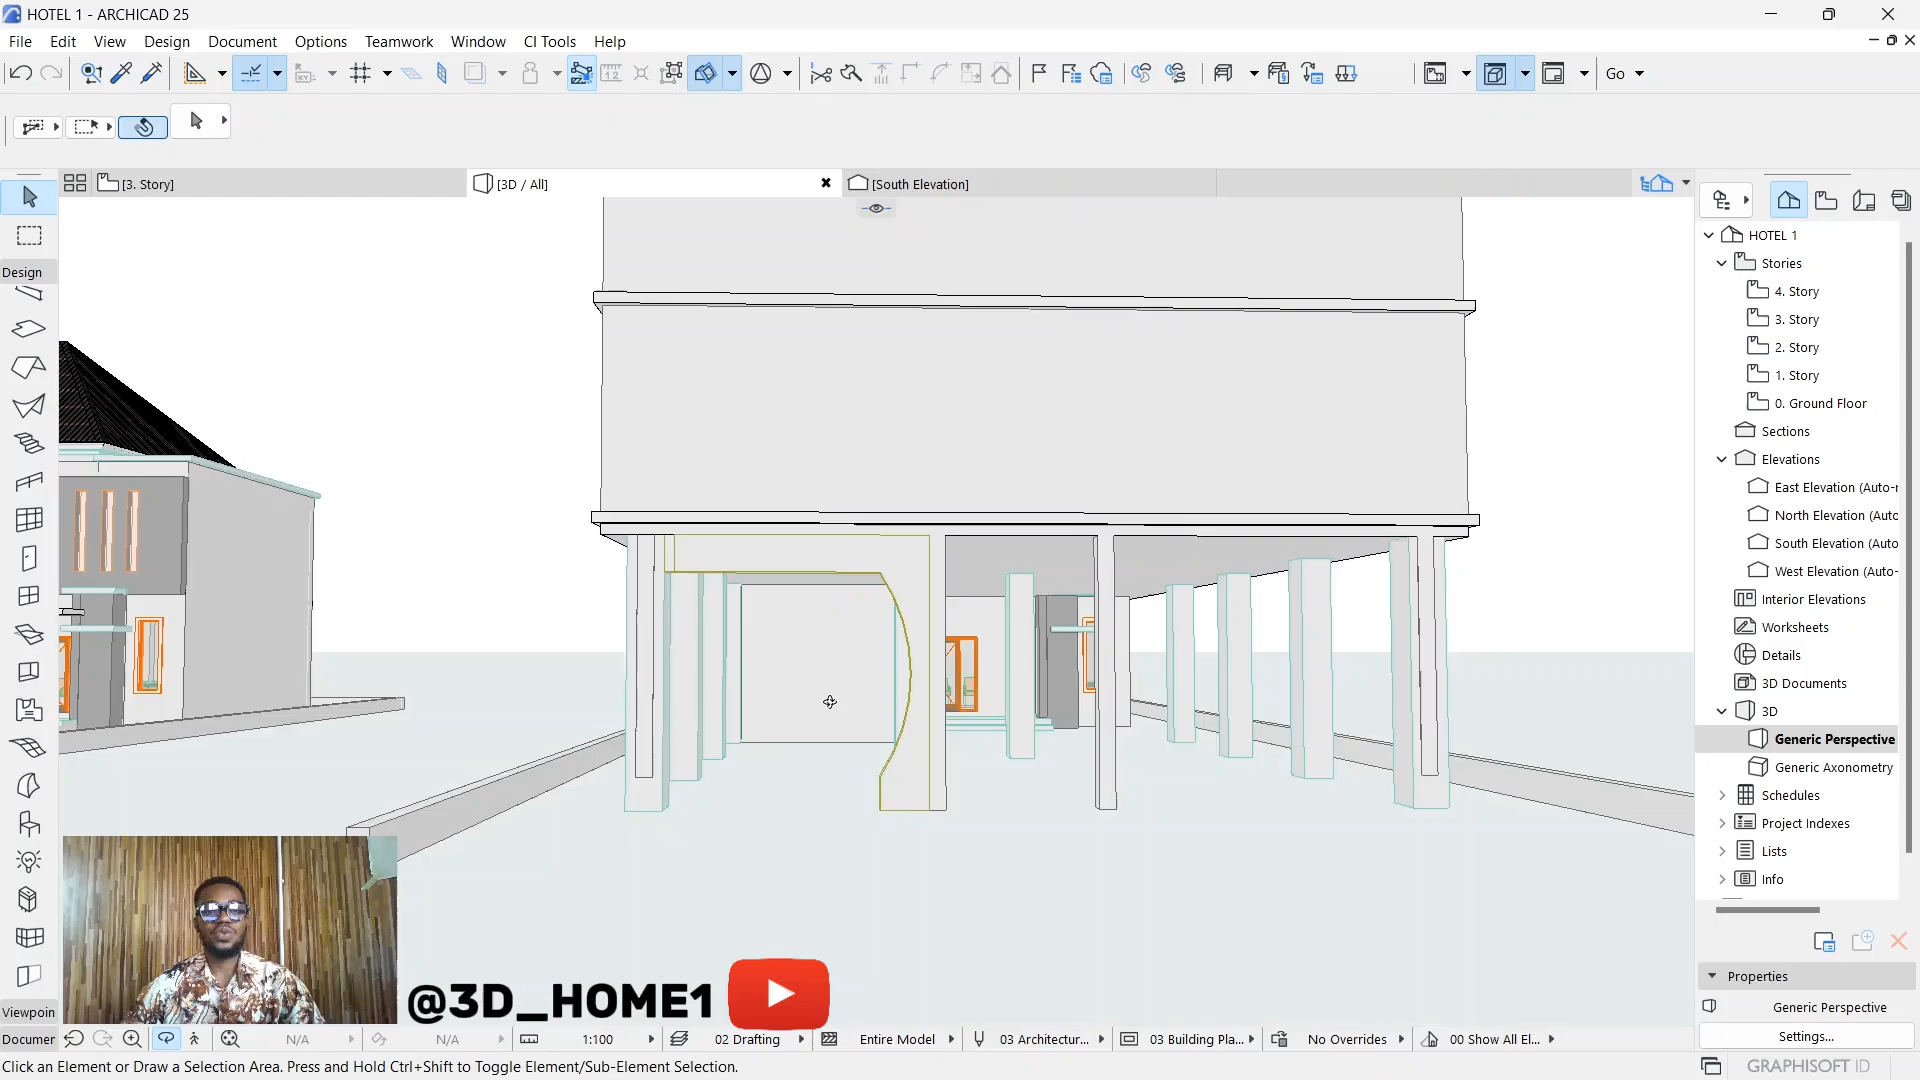 HOTEL 1 - ARCHICAD 25
File Edit View Design Document Options Teamwork Window CI Tools Help
Go
[3. Story]
[3D / All]
[South Elevation]
Design
Viewpoin
Documer
HOTEL 1
Stories
4. Story
3. Story
2. Story
1. Story
0. Ground Floor
Sections
Elevations
East Elevation (Auto-r
North Elevation (Autc
South Elevation (Auto
West Elevation (Auto-
Interior Elevations
Worksheets
Details
3D Documents
3D
Generic Perspective
Generic Axonometry
Schedules
Project Indexes
Lists
Info
Properties
Generic Perspective
Settings...
@3D_HOME1
N/A N/A 1:100 02 Drafting Entire Model 03 Architectur... 03 Building Pla... No Overrides 00 Show All El...
Click an Element or Draw a Selection Area. Press and Hold Ctrl+Shift to Toggle Element/Sub-Element Selection.
GRAPHISOFT ID